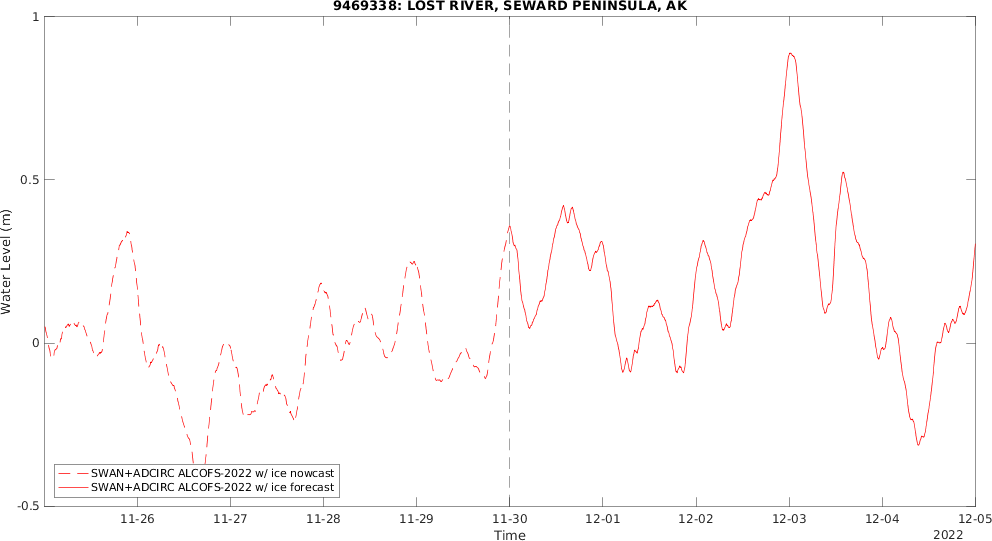 9469338: LOST RIVER, SEWARD PENINSULA, AK
1
0.5
0
-0.5
Water Level (m)
SWAN+ADCIRC ALCOFS-2022 w/ ice nowcast
SWAN+ADCIRC ALCOFS-2022 w/ ice forecast
11-26 11-27 11-28 11-29 11-30 12-01 12-02 12-03 12-04 12-05
Time
2022